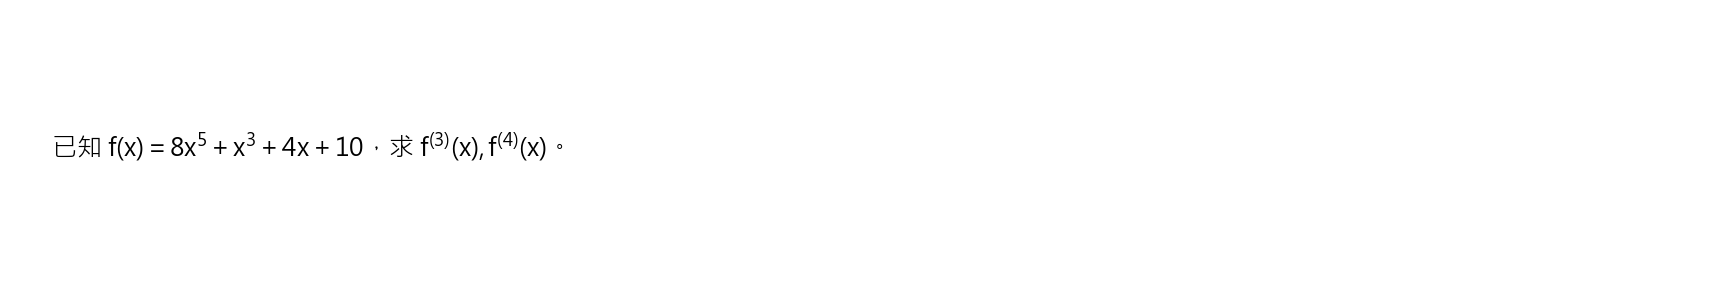 已知 f(x) = 8x⁵ + x³ + 4x + 10，求 f⁽³⁾(x), f⁽⁴⁾(x)。